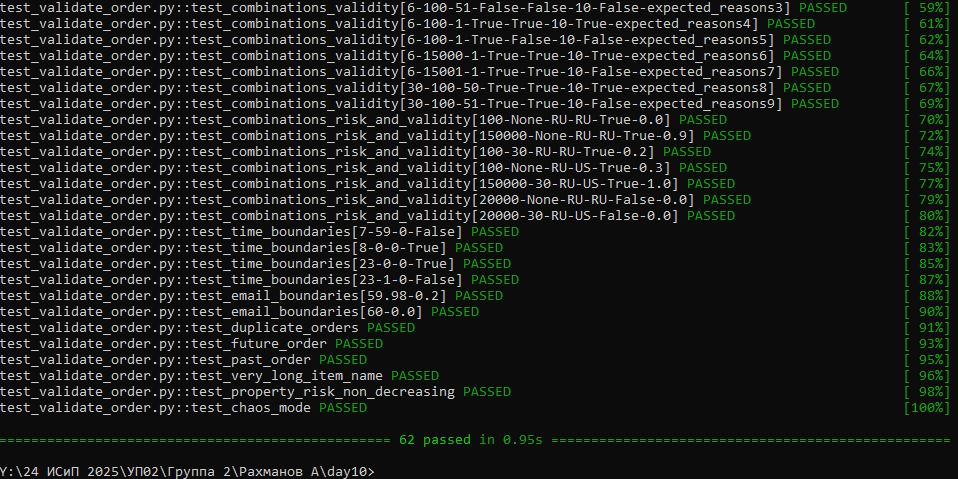 test_validate_order.py::test_combinations_validity[6-100-51-False-False-10-False-expected_reasons3] PASSED [ 59%]
test_validate_order.py::test_combinations_validity[6-100-1-True-True-10-True-expected_reasons4] PASSED [ 61%]
test_validate_order.py::test_combinations_validity[6-100-1-True-False-10-False-expected_reasons5] PASSED [ 62%]
test_validate_order.py::test_combinations_validity[6-15000-1-True-True-10-True-expected_reasons6] PASSED [ 64%]
test_validate_order.py::test_combinations_validity[6-15001-1-True-True-10-False-expected_reasons7] PASSED [ 66%]
test_validate_order.py::test_combinations_validity[30-100-50-True-True-10-True-expected_reasons8] PASSED [ 67%]
test_validate_order.py::test_combinations_validity[30-100-51-True-True-10-False-expected_reasons9] PASSED [ 69%]
test_validate_order.py::test_combinations_risk_and_validity[100-None-RU-RU-True-0.0] PASSED [ 70%]
test_validate_order.py::test_combinations_risk_and_validity[150000-None-RU-RU-True-0.9] PASSED [ 72%]
test_validate_order.py::test_combinations_risk_and_validity[100-30-RU-RU-True-0.2] PASSED [ 74%]
test_validate_order.py::test_combinations_risk_and_validity[100-None-RU-US-True-0.3] PASSED [ 75%]
test_validate_order.py::test_combinations_risk_and_validity[150000-30-RU-US-True-1.0] PASSED [ 77%]
test_validate_order.py::test_combinations_risk_and_validity[20000-None-RU-RU-False-0.0] PASSED [ 79%]
test_validate_order.py::test_combinations_risk_and_validity[20000-30-RU-US-False-0.0] PASSED [ 80%]
test_validate_order.py::test_time_boundaries[7-59-0-False] PASSED [ 82%]
test_validate_order.py::test_time_boundaries[8-0-0-True] PASSED [ 83%]
test_validate_order.py::test_time_boundaries[23-0-0-True] PASSED [ 85%]
test_validate_order.py::test_time_boundaries[23-1-0-False] PASSED [ 87%]
test_validate_order.py::test_email_boundaries[59.98-0.2] PASSED [ 88%]
test_validate_order.py::test_email_boundaries[60-0.0] PASSED [ 90%]
test_validate_order.py::test_duplicate_orders PASSED [ 91%]
test_validate_order.py::test_future_order PASSED [ 93%]
test_validate_order.py::test_past_order PASSED [ 95%]
test_validate_order.py::test_very_long_item_name PASSED [ 96%]
test_validate_order.py::test_property_risk_non_decreasing PASSED [ 98%]
test_validate_order.py::test_chaos_mode PASSED [100%]
================================================ 62 passed in 0.95s ================================================
Y:\24 ИСиП 2025\УП02\Группа 2\Рахманов А\day10>